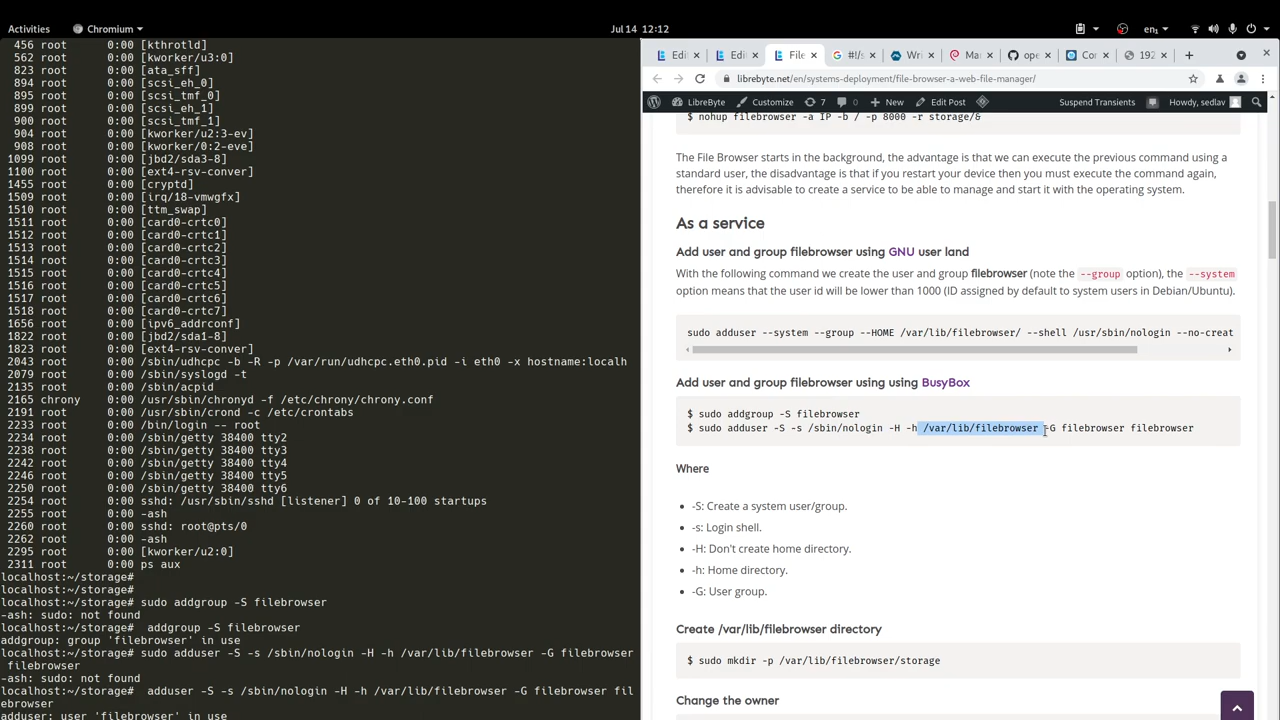 Activities
Chromium
Jul 14 12:12
en₁
456 root 0:00 [kthrotld]
562 root 0:00 [kworker/u3:0]
823 root 0:00 [ata_sff]
894 root 0:00 [scsi_eh_0]
896 root 0:00 [scsi_tmf_0]
899 root 0:00 [scsi_eh_1]
900 root 0:00 [scsi_tmf_1]
904 root 0:00 [kworker/u2:3-ev]
908 root 0:00 [kworker/0:2-eve]
1099 root 0:00 [jbd2/sda3-8]
1100 root 0:00 [ext4-rsv-conver]
1455 root 0:00 [cryptd]
1509 root 0:00 [irq/18-vmwgfx]
1510 root 0:00 [ttm_swap]
1511 root 0:00 [card0-crtc0]
1512 root 0:00 [card0-crtc1]
1513 root 0:00 [card0-crtc2]
1514 root 0:00 [card0-crtc3]
1515 root 0:00 [card0-crtc4]
1516 root 0:00 [card0-crtc5]
1517 root 0:00 [card0-crtc6]
1518 root 0:00 [card0-crtc7]
1656 root 0:00 [ipv6_addrconf]
1822 root 0:00 [jbd2/sda1-8]
1823 root 0:00 [ext4-rsv-conver]
2043 root 0:00 /sbin/udhcpc -b -R -p /var/run/udhcpc.eth0.pid -i eth0 -x hostname:localh
2079 root 0:00 /sbin/syslogd -t
2135 root 0:00 /sbin/acpid
2165 chrony 0:00 /usr/sbin/chronyd -f /etc/chrony/chrony.conf
2191 root 0:00 /usr/sbin/crond -c /etc/crontabs
2233 root 0:00 /bin/login -- root
2234 root 0:00 /sbin/getty 38400 tty2
2238 root 0:00 /sbin/getty 38400 tty3
2242 root 0:00 /sbin/getty 38400 tty4
2246 root 0:00 /sbin/getty 38400 tty5
2250 root 0:00 /sbin/getty 38400 tty6
2254 root 0:00 sshd: /usr/sbin/sshd [listener] 0 of 10-100 startups
2255 root 0:00 -ash
2260 root 0:00 sshd: root@pts/0
2262 root 0:00 -ash
2295 root 0:00 [kworker/u2:0]
2311 root 0:00 ps aux
localhost:~/storage#
localhost:~/storage#
localhost:~/storage# sudo addgroup -S filebrowser
-ash: sudo: not found
localhost:~/storage#  addgroup -S filebrowser
addgroup: group 'filebrowser' in use
localhost:~/storage# sudo adduser -S -s /sbin/nologin -H -h /var/lib/filebrowser -G filebrowser
 filebrowser
-ash: sudo: not found
localhost:~/storage#  adduser -S -s /sbin/nologin -H -h /var/lib/filebrowser -G filebrowser fil
ebrowser
adduser: user 'filebrowser' in use
Edi
Edi
File
#!/s
Wri
Ma
ope
Co
192
librebyte.net/en/systems-deployment/file-browser-a-web-file-manager/
LibreByte Customize 7 0 New Edit Post Suspend Transients Howdy, sedlav
$ nohup filebrowser -a IP -b / -p 8000 -r storage/&
The File Browser starts in the background, the advantage is that we can execute the previous command using a
standard user, the disadvantage is that if you restart your device then you must execute the command again,
therefore it is advisable to create a service to be able to manage and start it with the operating system.
As a service
Add user and group filebrowser using GNU user land
With the following command we create the user and group filebrowser (note the --group option), the --system
option means that the user id will be lower than 1000 (ID assigned by default to system users in Debian/Ubuntu).
sudo adduser --system --group --HOME /var/lib/filebrowser/ --shell /usr/sbin/nologin --no-creat
Add user and group filebrowser using using BusyBox
$ sudo addgroup -S filebrowser
$ sudo adduser -S -s /sbin/nologin -H -h /var/lib/filebrowser -G filebrowser filebrowser
Where
-S: Create a system user/group.
-s: Login shell.
-H: Don't create home directory.
-h: Home directory.
-G: User group.
Create /var/lib/filebrowser directory
$ sudo mkdir -p /var/lib/filebrowser/storage
Change the owner